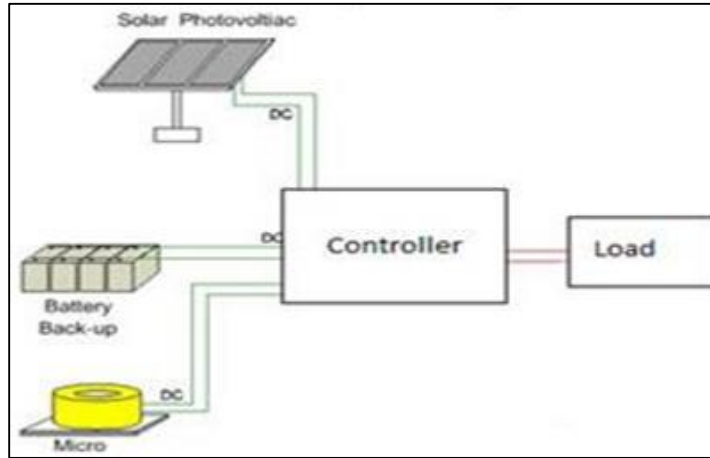 Solar Photovoltiac
DC
DC
Controller
Load
Battery
Back-up
DC
Micro